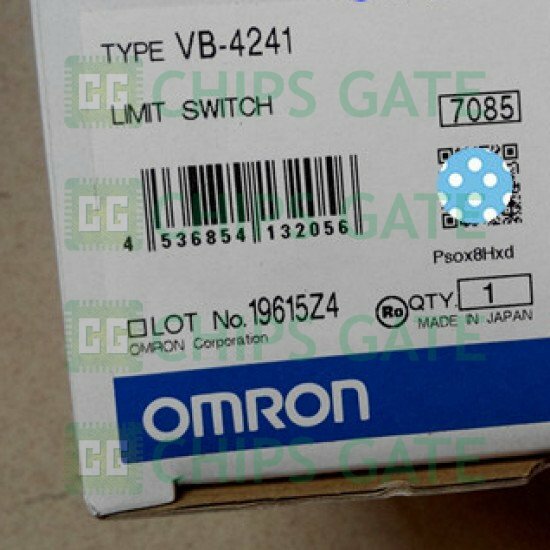 TYPE VB-4241
CHIPS GATE
LIMIT SWITCH
7085
CHIPS GATE
4 536854 132056
Psox8Hxd
CHIPS GATE
LOT No. 19615Z4
Ro QTY. 1
MADE IN JAPAN
OMRON Corporation
OMRON
CHIPS GATE